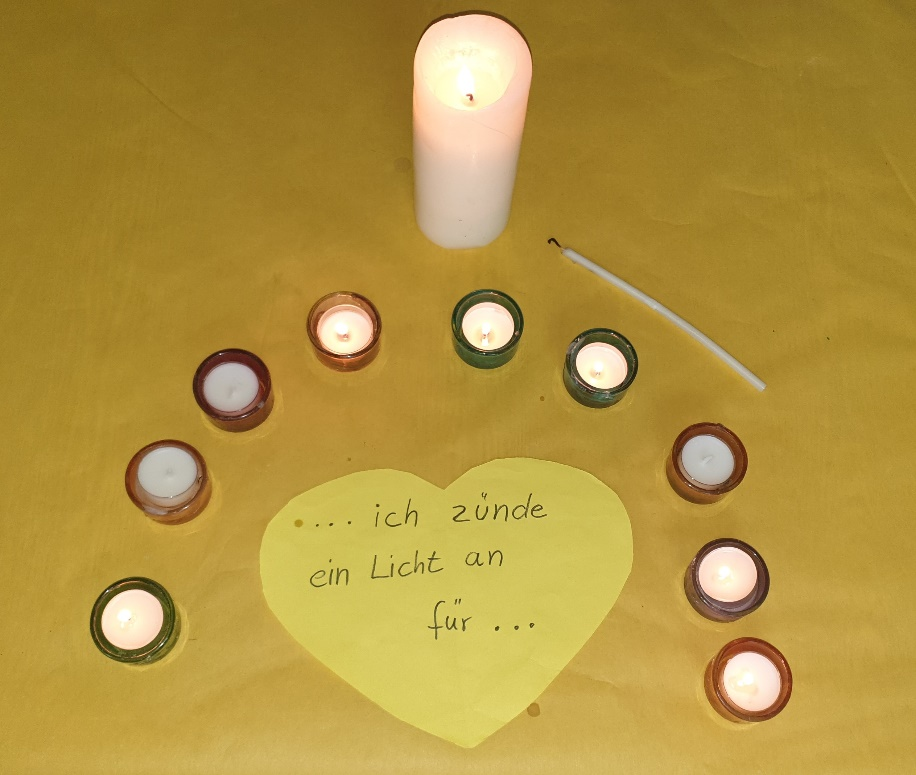 .... ich zünde
ein Licht an
für ...